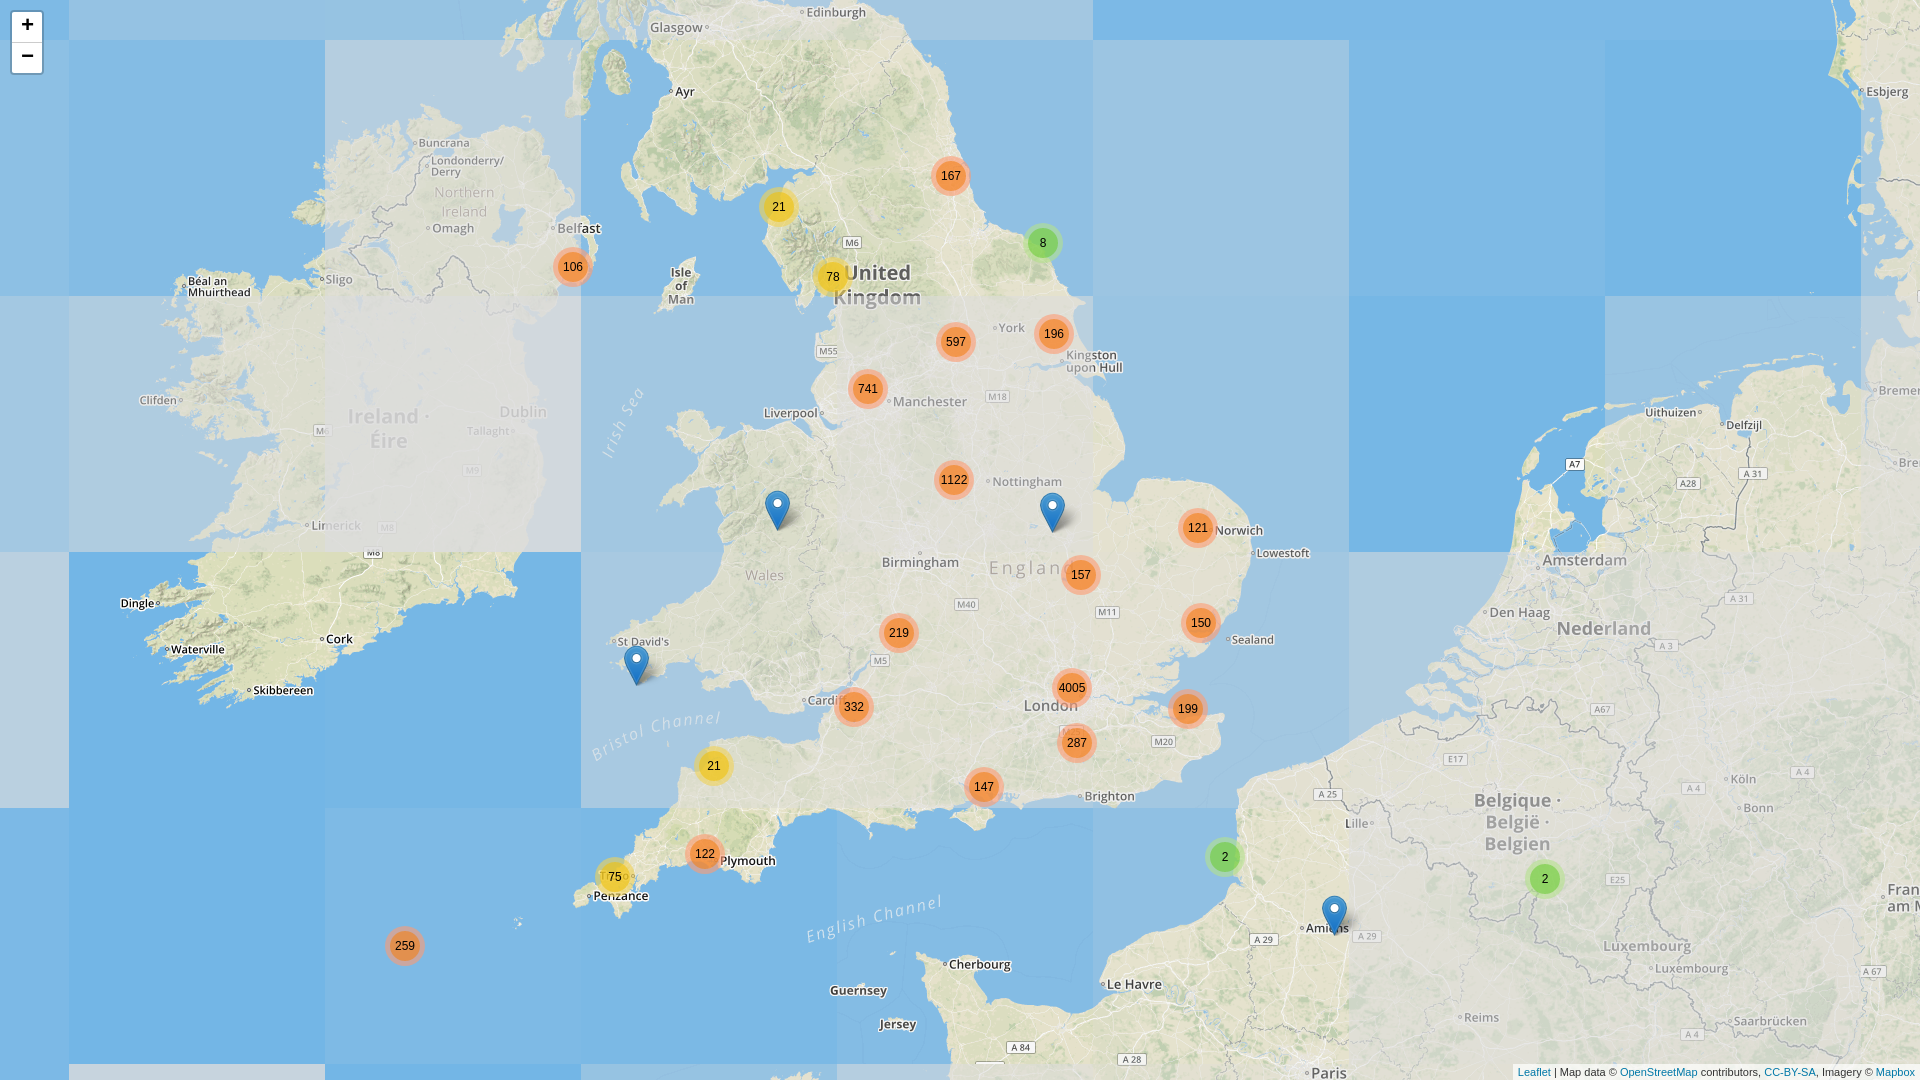 +
−
Glasgow
Edinburgh
Ayr
Esbjerg
Buncrana
Londonderry/
Derry
167
Northern
Ireland
21
Omagh
Belfast
M6
8
106
Isle
of
Man
78
United
Kingdom
Sligo
Béal an
Mhuirthead
York
196
597
M55
Kingston
upon Hull
741
Clifden
Manchester
M18
Bremer
Ireland ·
Éire
Dublin
Liverpool
Uithuizen
Delfzijl
M6
Tallaght
Irish Sea
A7
M9
A 31
1122
Nottingham
A28
Limerick
M8
121
Norwich
M8
Birmingham
Lowestoft
Amsterdam
England
157
Wales
Dingle
M40
M11
A 31
Den Haag
Cork
219
150
Nederland
St David's
Sealand
Waterville
M5
A 3
Skibbereen
4005
Cardiff
332
London
199
A67
Bristol Channel
287
M20
E17
21
A 4
Köln
147
Brighton
A 25
Belgique ·
België ·
Belgien
A 4
Bonn
Lille
122
Plymouth
2
75
Penzance
2
E25
Fran
am M
English Channel
Amiens
A 29
A 29
259
Luxembourg
Cherbourg
Luxembourg
A 67
Guernsey
Le Havre
Jersey
Reims
Saarbrücken
A 4
A 84
A 28
Paris
Leaflet | Map data © OpenStreetMap contributors, CC-BY-SA, Imagery © Mapbox